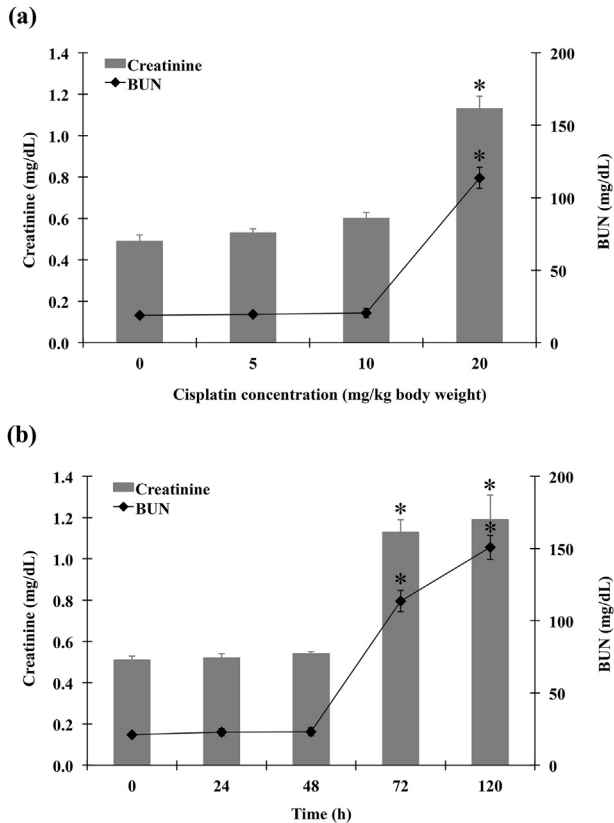 (a)
1.4
1.2
1.0
0.8
0.6
0.4
0.2
0.0
Creatinine (mg/dL)
Creatinine
BUN
*
*
200
150
100
50
0
BUN (mg/dL)
0 5 10 20
Cisplatin concentration (mg/kg body weight)
(b)
1.4
1.2
1.0
0.8
0.6
0.4
0.2
0.0
Creatinine (mg/dL)
Creatinine
BUN
*
*
*
*
200
150
100
50
0
BUN (mg/dL)
0 24 48 72 120
Time (h)